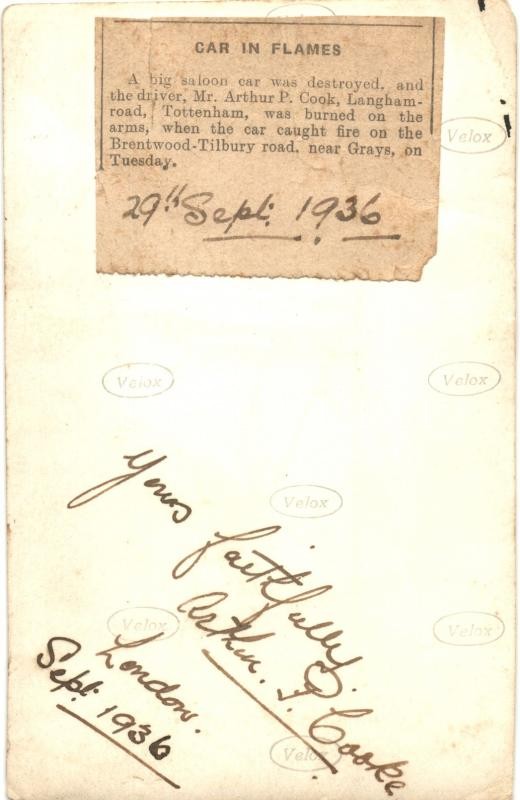 CAR IN FLAMES
A big saloon car was destroyed, and
the driver, Mr. Arthur P. Cook, Langham-
road, Tottenham, was burned on the
arms, when the car caught fire on the
Brentwood-Tilbury road, near Grays, on
Tuesday.
29th Sept: 1936
Velox
Velox
Velox
Velox
Yours faithfully.
Arthur. P. Cooke
Velox
Velox
London.
Sept: 1936
Velox